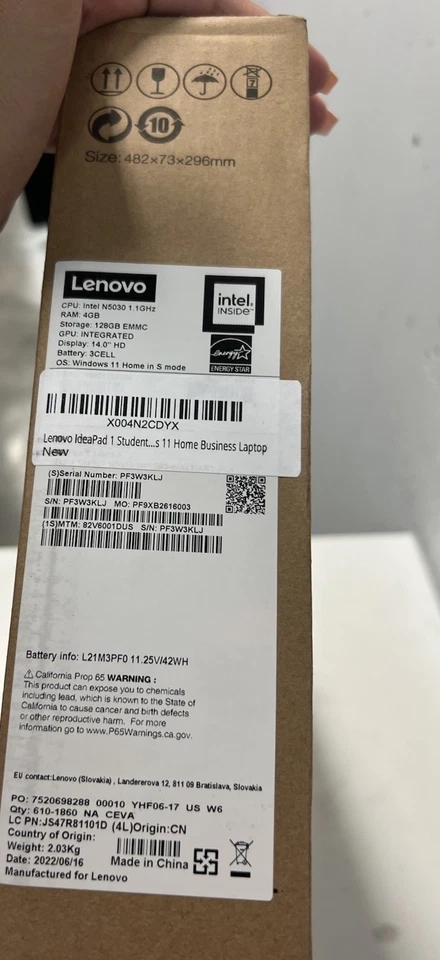 7
10
Size: 482×73×296mm
Lenovo
intel.
INSIDE™
CPU: Intel N5030 1.1GHz
RAM: 4GB
Storage: 128GB EMMC
GPU: INTEGRATED
Display: 14.0" HD
Battery: 3CELL
OS: Windows 11 Home in S mode
energy
ENERGY STAR
X004N2CDYX
Lenovo IdeaPad 1 Student...s 11 Home Business Laptop
New
(S)Serial Number: PF3W3KLJ
S/N: PF3W3KLJ MO: PF9XB2616003
(1S)MTM: 82V6001DUS S/N: PF3W3KLJ
Battery info: L21M3PF0 11.25V/42WH
California Prop 65 WARNING :
This product can expose you to chemicals
including lead, which is known to the State of
California to cause cancer and birth defects
or other reproductive harm. For more
information go to www.P65Warnings.ca.gov.
EU contact:Lenovo (Slovakia) , Landererova 12, 811 09 Bratislava, Slovakia
PO: 7520698288 00010 YHF06-17 US W6
Qty: 610-1860 NA CEVA
LC PN:JS47R81101D (4L)Origin:CN
Country of Origin:
Weight: 2.03Kg
Date: 2022/06/16 Made in China
Manufactured for Lenovo